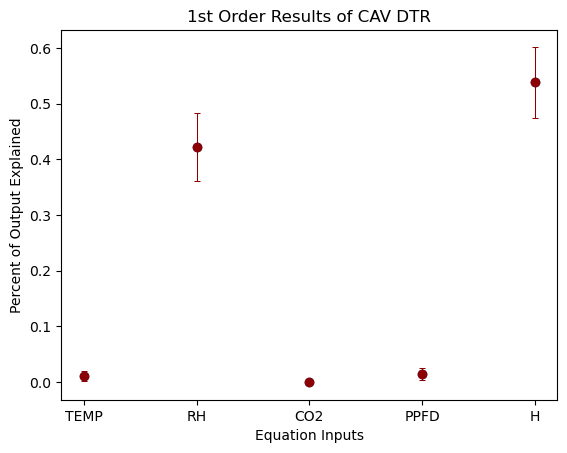 1st Order Results of CAV DTR
Percent of Output Explained
0.6
0.5
0.4
0.3
0.2
0.1
0.0
TEMP RH CO2 PPFD H
Equation Inputs